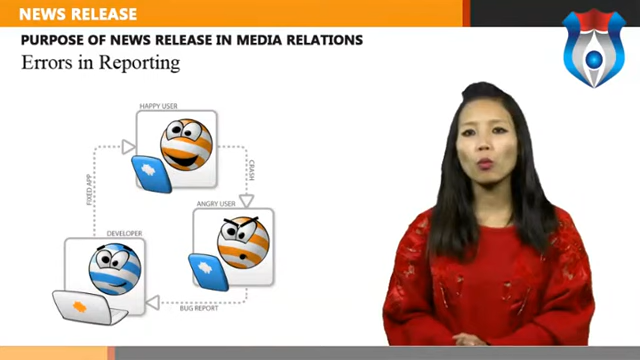 NEWS RELEASE
PURPOSE OF NEWS RELEASE IN MEDIA RELATIONS
Errors in Reporting
HAPPY USER
CRASH
FIXED APP
ANGRY USER
DEVELOPER
BUG REPORT